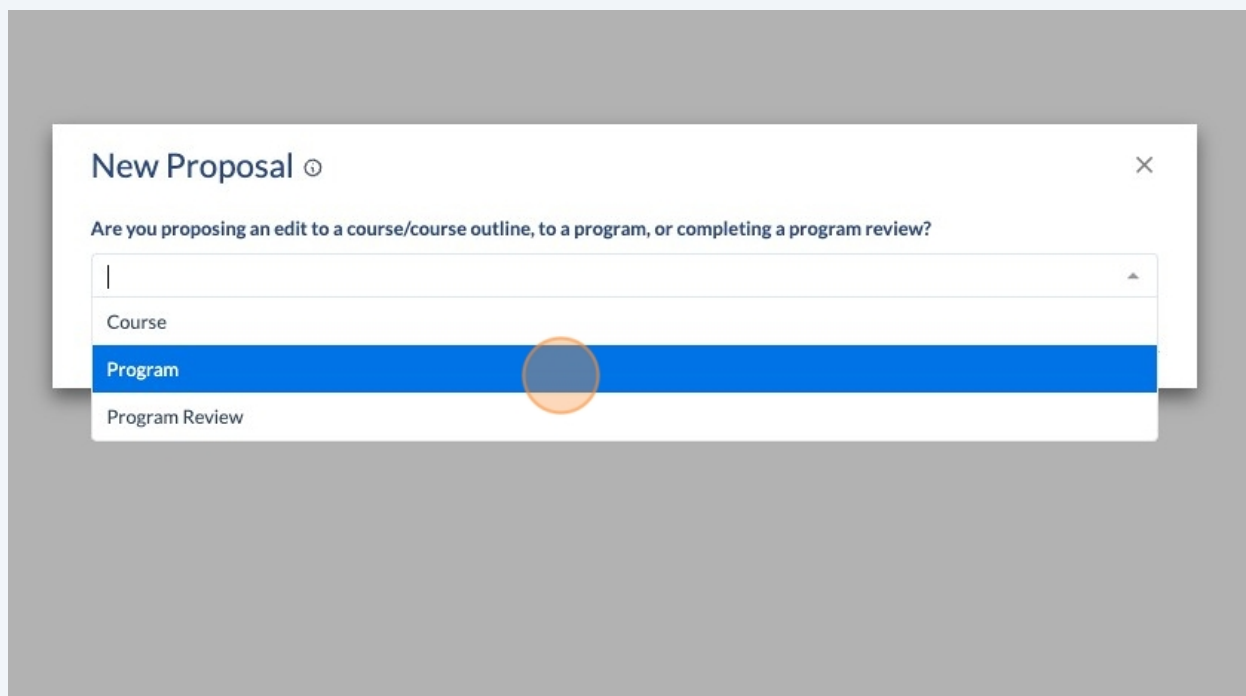 New Proposal
Are you proposing an edit to a course/course outline, to a program, or completing a program review?
Course
Program
Program Review